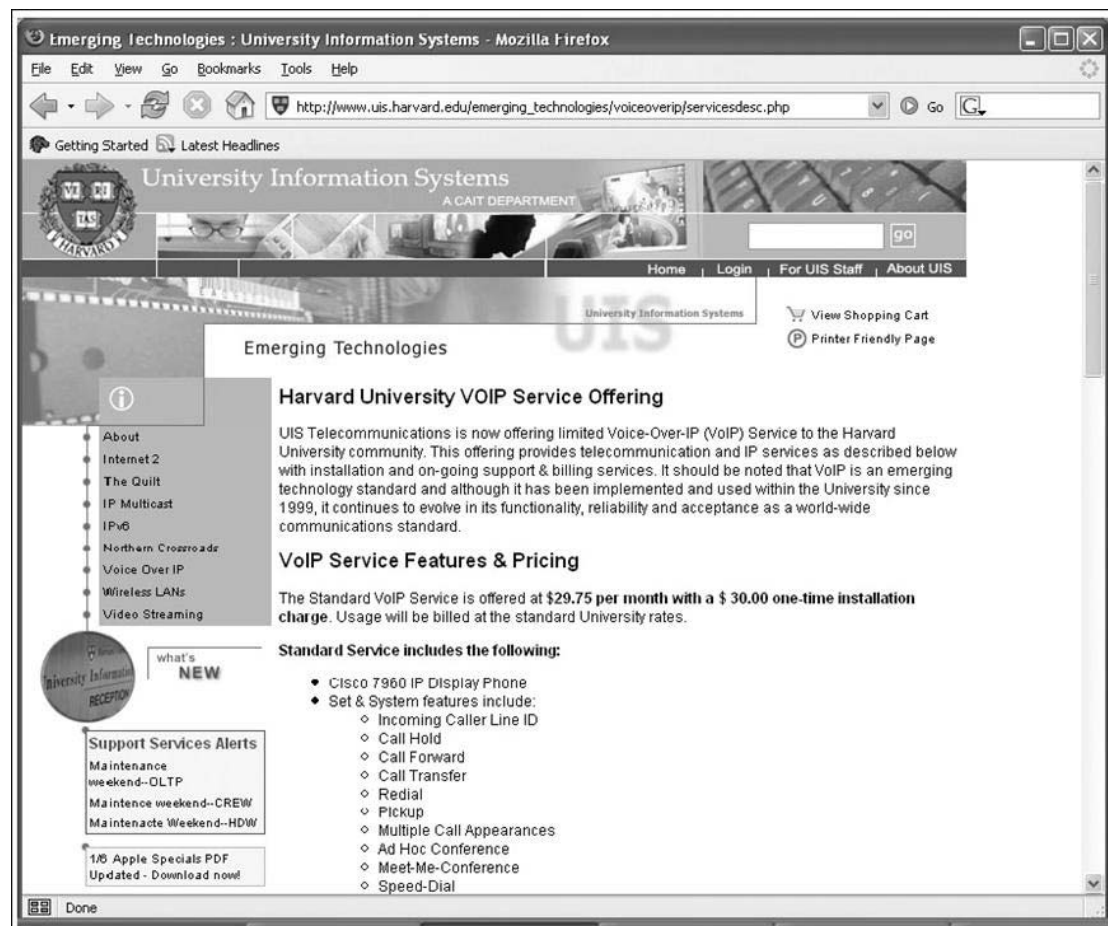 Emerging Technologies : University Information Systems - Mozilla Firefox
File Edit View Go Bookmarks Tools Help
http://www.uis.harvard.edu/emerging_technologies/voiceoverip/servicesdesc.php Go G
Getting Started Latest Headlines
University Information Systems
A CAIT DEPARTMENT
VE RI
TAS
HARVARD
go
Home Login For UIS Staff About UIS
UIS
University Information Systems
View Shopping Cart
Printer Friendly Page
Emerging Technologies
About
Internet 2
The Quilt
IP Multicast
IPv6
Northern Crossroads
Voice Over IP
Wireless LANs
Video Streaming
what's
NEW
University Information
RECEPTION
Support Services Alerts
Maintenance
weekend--OLTP
Maintence weekend--CREW
Maintenacte Weekend--HDW
1/6 Apple Specials PDF
Updated - Download now!
Harvard University VOIP Service Offering
UIS Telecommunications is now offering limited Voice-Over-IP (VoIP) Service to the Harvard
University community. This offering provides telecommunication and IP services as described below
with installation and on-going support & billing services. It should be noted that VoIP is an emerging
technology standard and although it has been implemented and used within the University since
1999, it continues to evolve in its functionality, reliability and acceptance as a world-wide
communications standard.
VoIP Service Features & Pricing
The Standard VoIP Service is offered at $29.75 per month with a $ 30.00 one-time installation
charge. Usage will be billed at the standard University rates.
Standard Service includes the following:
Cisco 7960 IP Display Phone
Set & System features include:
Incoming Caller Line ID
Call Hold
Call Forward
Call Transfer
Redial
Pickup
Multiple Call Appearances
Ad Hoc Conference
Meet-Me-Conference
Speed-Dial
Done